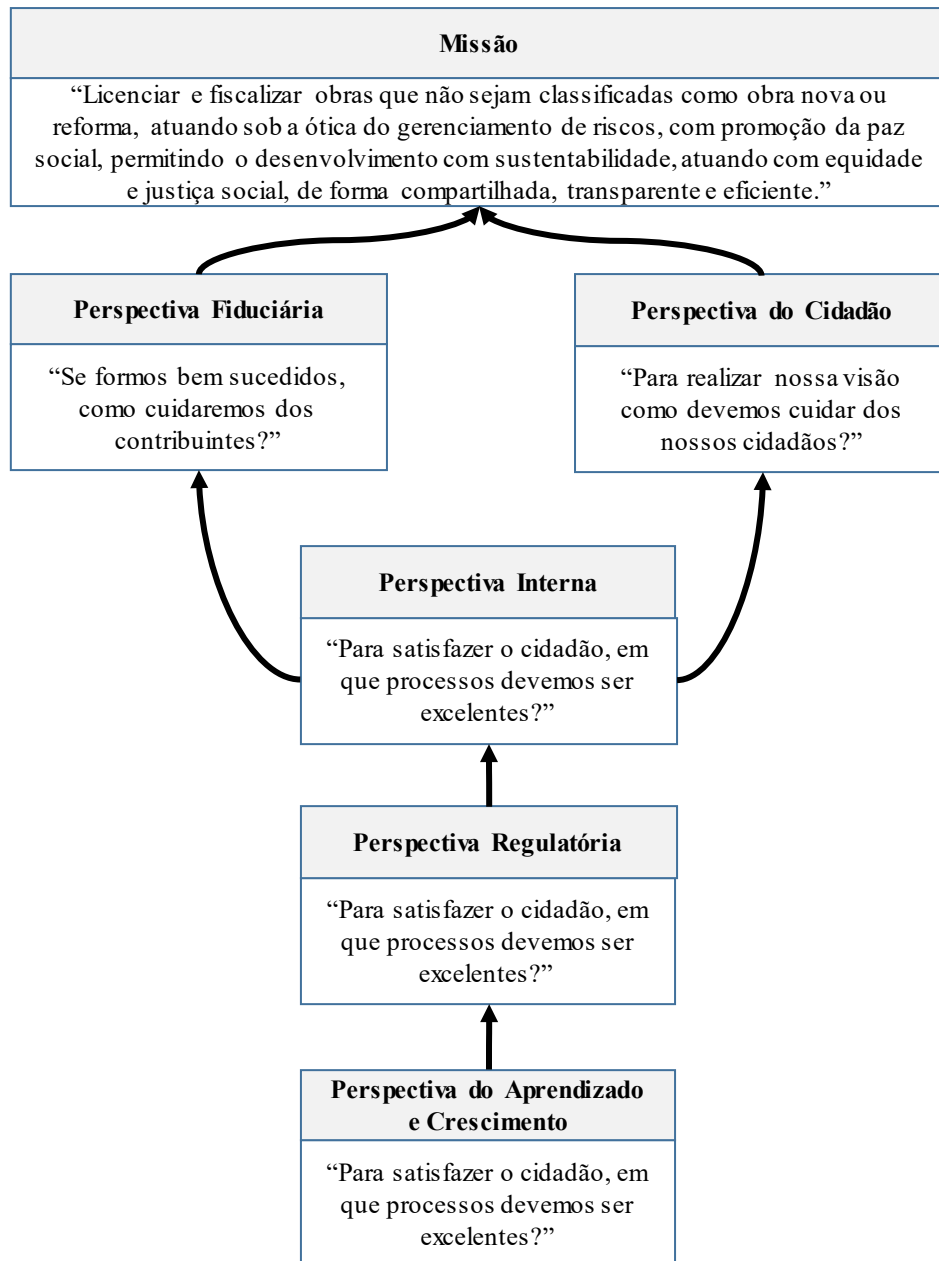 Missão
“Licenciar e fiscalizar obras que não sejam classificadas como obra nova ou
reforma, atuando sob a ótica do gerenciamento de riscos, com promoção da paz
social, permitindo o desenvolvimento com sustentabilidade, atuando com equidade
e justiça social, de forma compartilhada, transparente e eficiente.”
Perspectiva Fiduciária
“Se formos bem sucedidos,
como cuidaremos dos
contribuintes?”
Perspectiva do Cidadão
“Para realizar nossa visão
como devemos cuidar dos
nossos cidadãos?”
Perspectiva Interna
“Para satisfazer o cidadão, em
que processos devemos ser
excelentes?”
Perspectiva Regulatória
“Para satisfazer o cidadão, em
que processos devemos ser
excelentes?”
Perspectiva do Aprendizado
e Crescimento
“Para satisfazer o cidadão, em
que processos devemos ser
excelentes?”